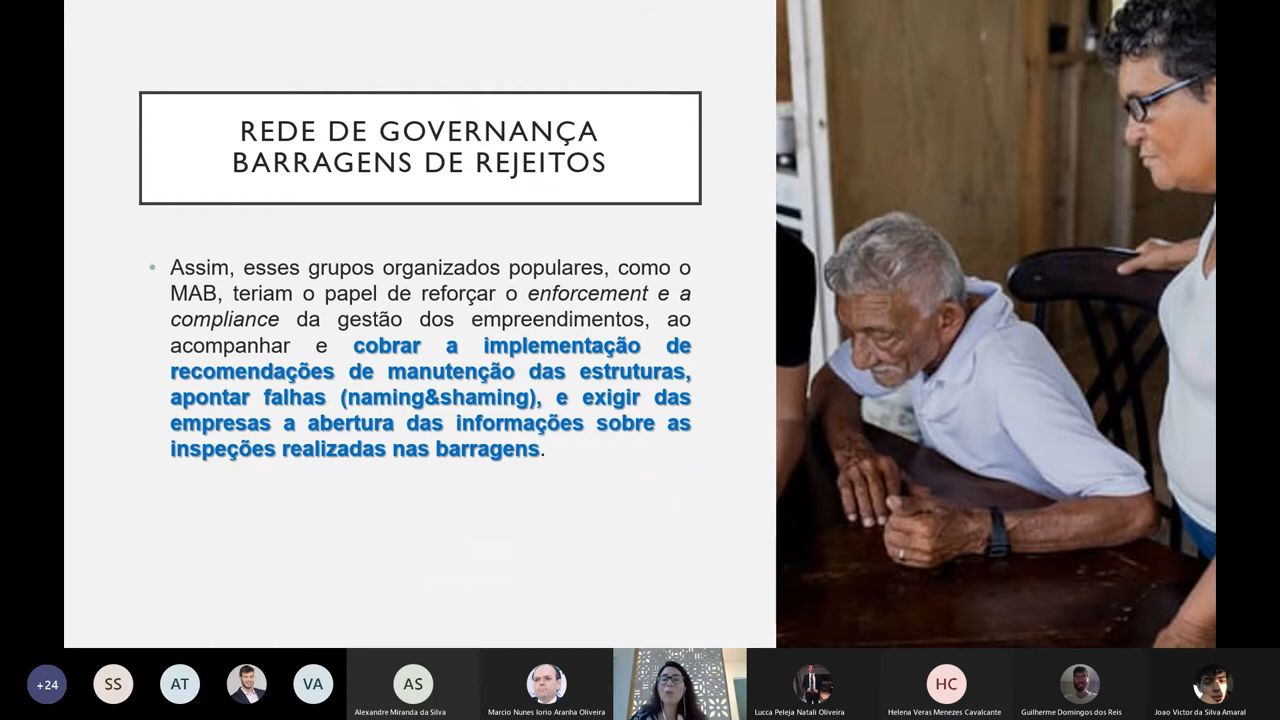 REDE DE GOVERNANÇA
BARRAGENS DE REJEITOS
• Assim, esses grupos organizados populares, como o
MAB, teriam o papel de reforçar o enforcement e a
compliance da gestão dos empreendimentos, ao
acompanhar e cobrar a implementação de
recomendações de manutenção das estruturas,
apontar falhas (naming&shaming), e exigir das
empresas a abertura das informações sobre as
inspeções realizadas nas barragens.
+24
SS
AT
VA
AS
HC
Alexandre Miranda da Silva
Marcio Nunes Iorio Aranha Oliveira
Lucca Peleja Natali Oliveira
Helena Veras Menezes Cavalcante
Guilherme Domingos dos Reis
Joao Victor da Silva Amaral